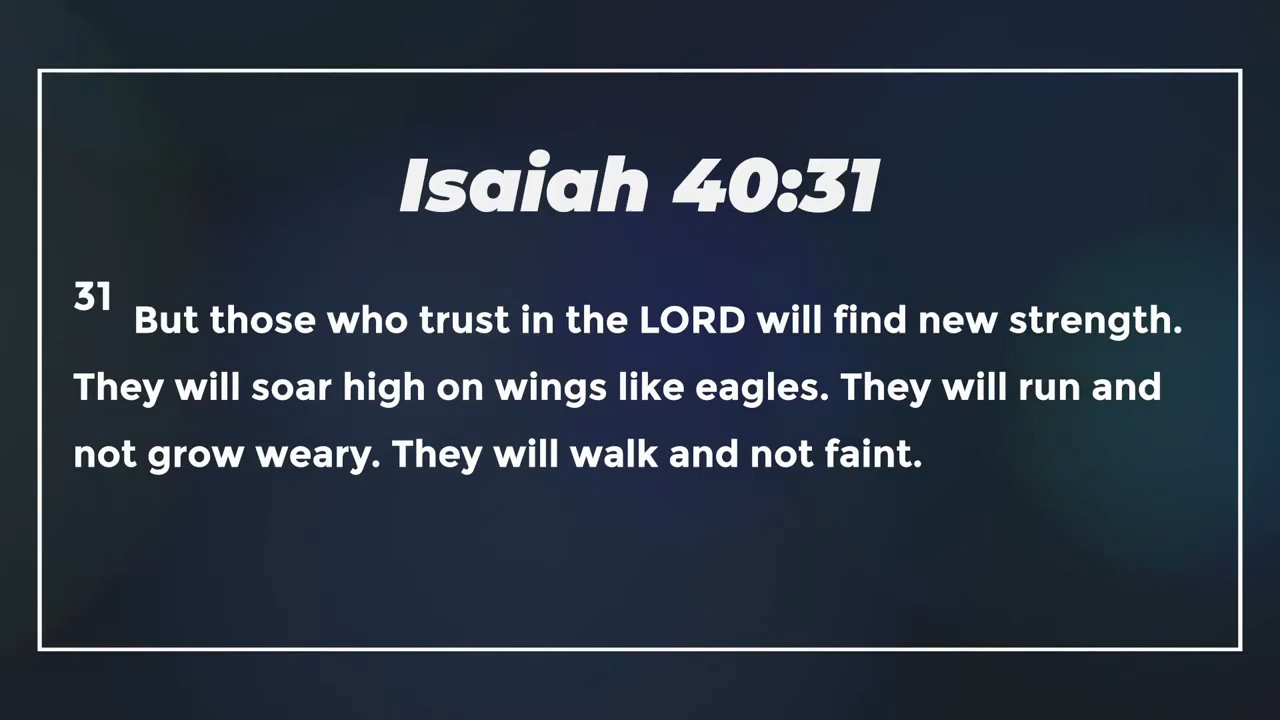 Isaiah 40:31
31 But those who trust in the LORD will find new strength.
They will soar high on wings like eagles. They will run and
not grow weary. They will walk and not faint.